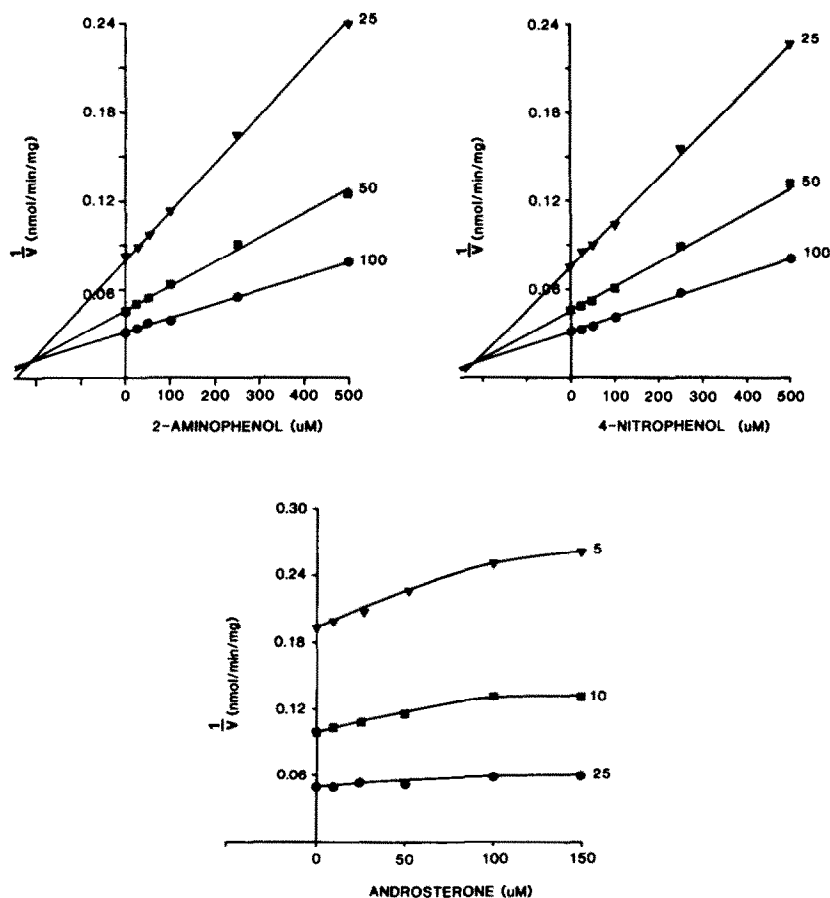 0.24
0.18
0.12
0.06
1/V (nmol/min/mg)
25
50
100
0 100 200 300 400 500
2-AMINOPHENOL (uM)
0.24
0.18
0.12
0.06
1/V (nmol/min/mg)
25
50
100
0 100 200 300 400 500
4-NITROPHENOL (uM)
0.30
0.24
0.18
0.12
0.06
1/V (nmol/min/mg)
5
10
25
0 50 100 150
ANDROSTERONE (uM)